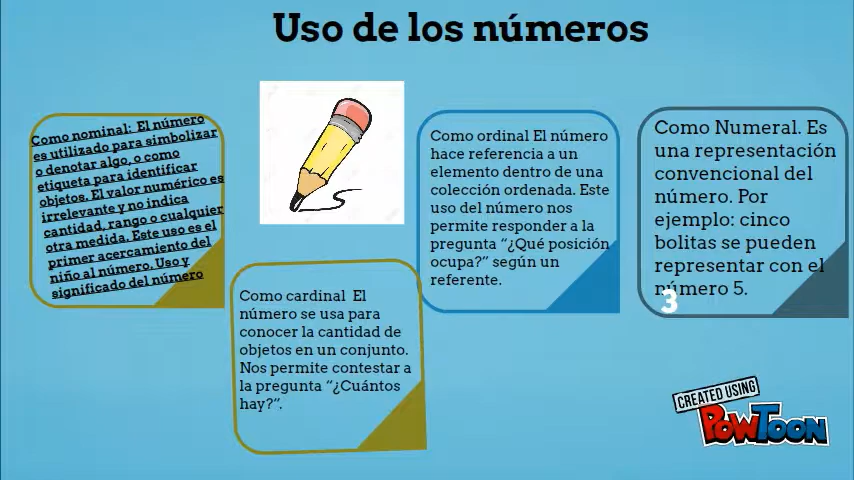 Uso de los números
Como nominal: El número
es utilizado para simbolizar
o denotar algo, o como
etiqueta para identificar
objetos. El valor numérico es
irrelevante y no indica
cantidad, rango o cualquier
otra medida. Este uso es el
primer acercamiento del
niño al número. Uso y
significado del número
Como cardinal El
número se usa para
conocer la cantidad de
objetos en un conjunto.
Nos permite contestar a
la pregunta “¿Cuántos
hay?”.
Como ordinal El número
hace referencia a un
elemento dentro de una
colección ordenada. Este
uso del número nos
permite responder a la
pregunta “¿Qué posición
ocupa?” según un
referente.
Como Numeral. Es
una representación
convencional del
número. Por
ejemplo: cinco
bolitas se pueden
representar con el
número 5.
3
CREATED USING
POWTOON